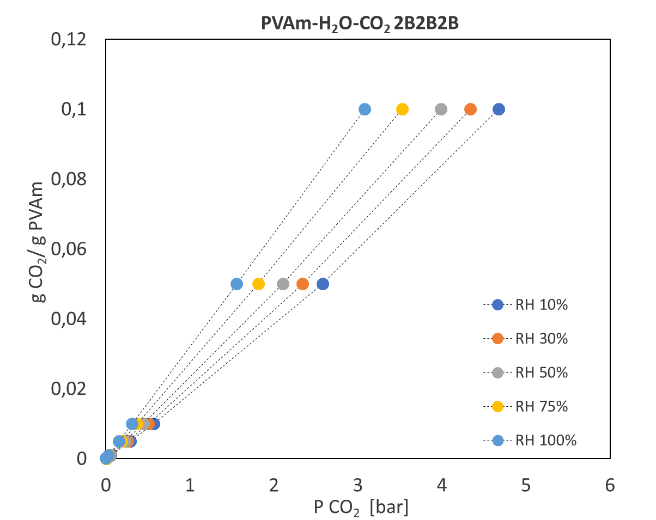 PVAm-H₂O-CO₂ 2B2B2B
0,12
0,1
0,08
0,06
0,04
0,02
0
g CO₂/ g PVAm
RH 10%
RH 30%
RH 50%
RH 75%
RH 100%
0 1 2 3 4 5 6
P CO₂ [bar]